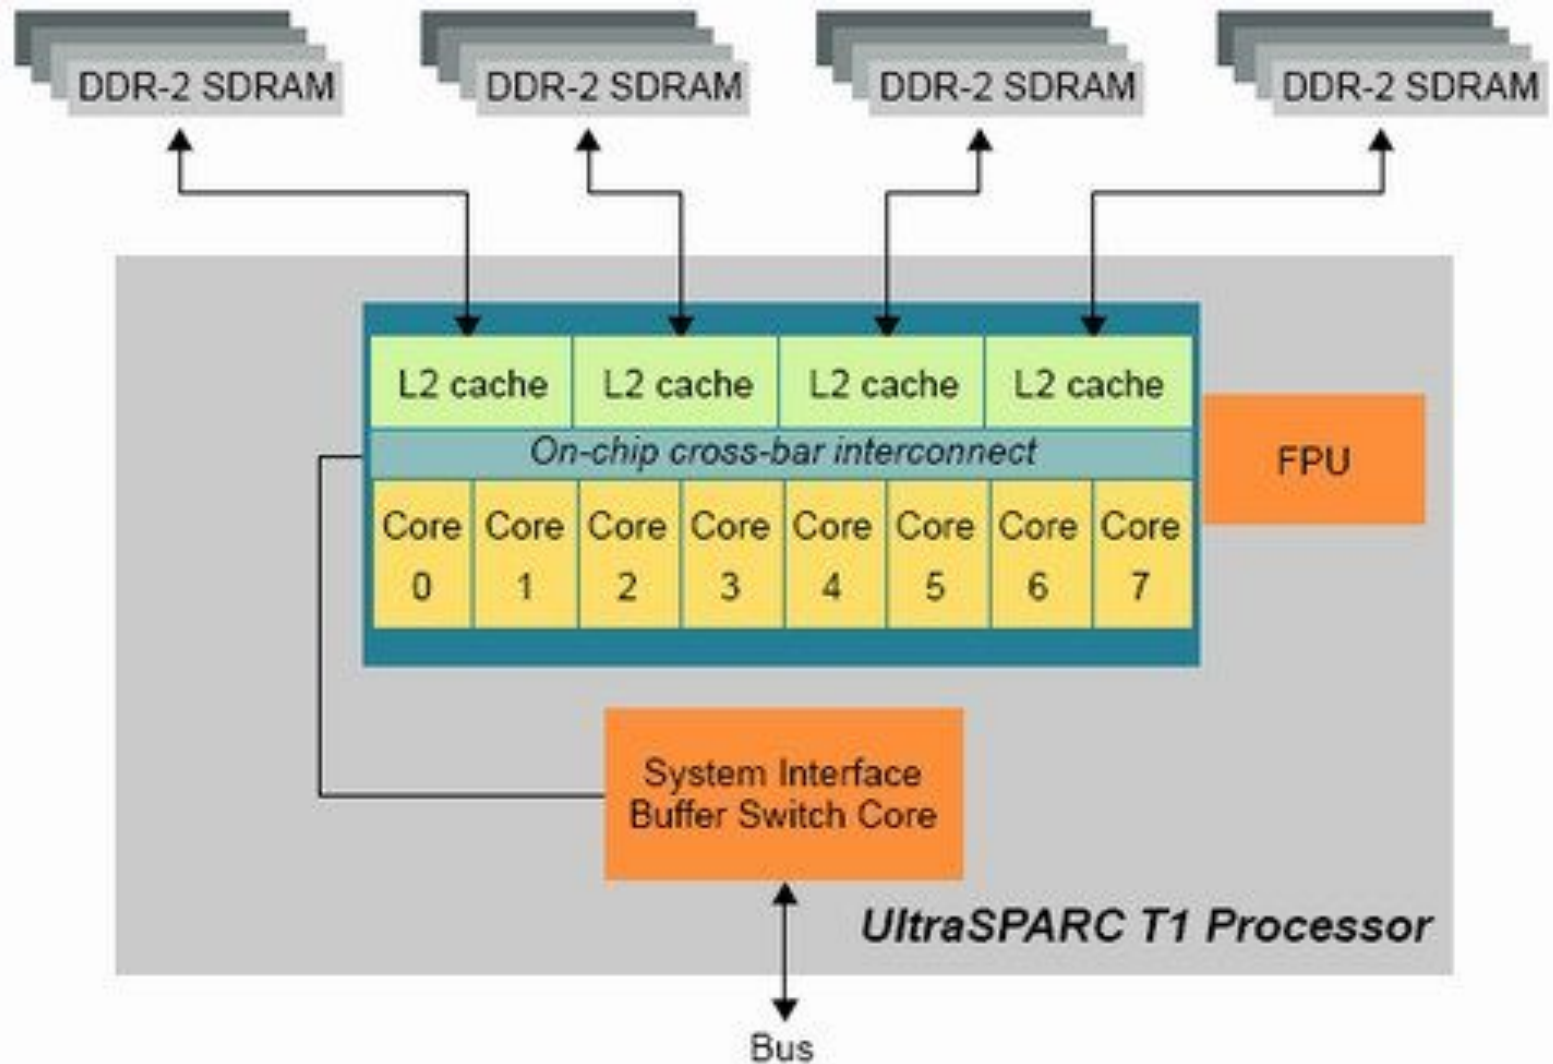 DDR-2 SDRAM
DDR-2 SDRAM
DDR-2 SDRAM
DDR-2 SDRAM
L2 cache
L2 cache
L2 cache
L2 cache
On-chip cross-bar interconnect
FPU
Core
0
Core
1
Core
2
Core
3
Core
4
Core
5
Core
6
Core
7
System Interface
Buffer Switch Core
UltraSPARC T1 Processor
Bus